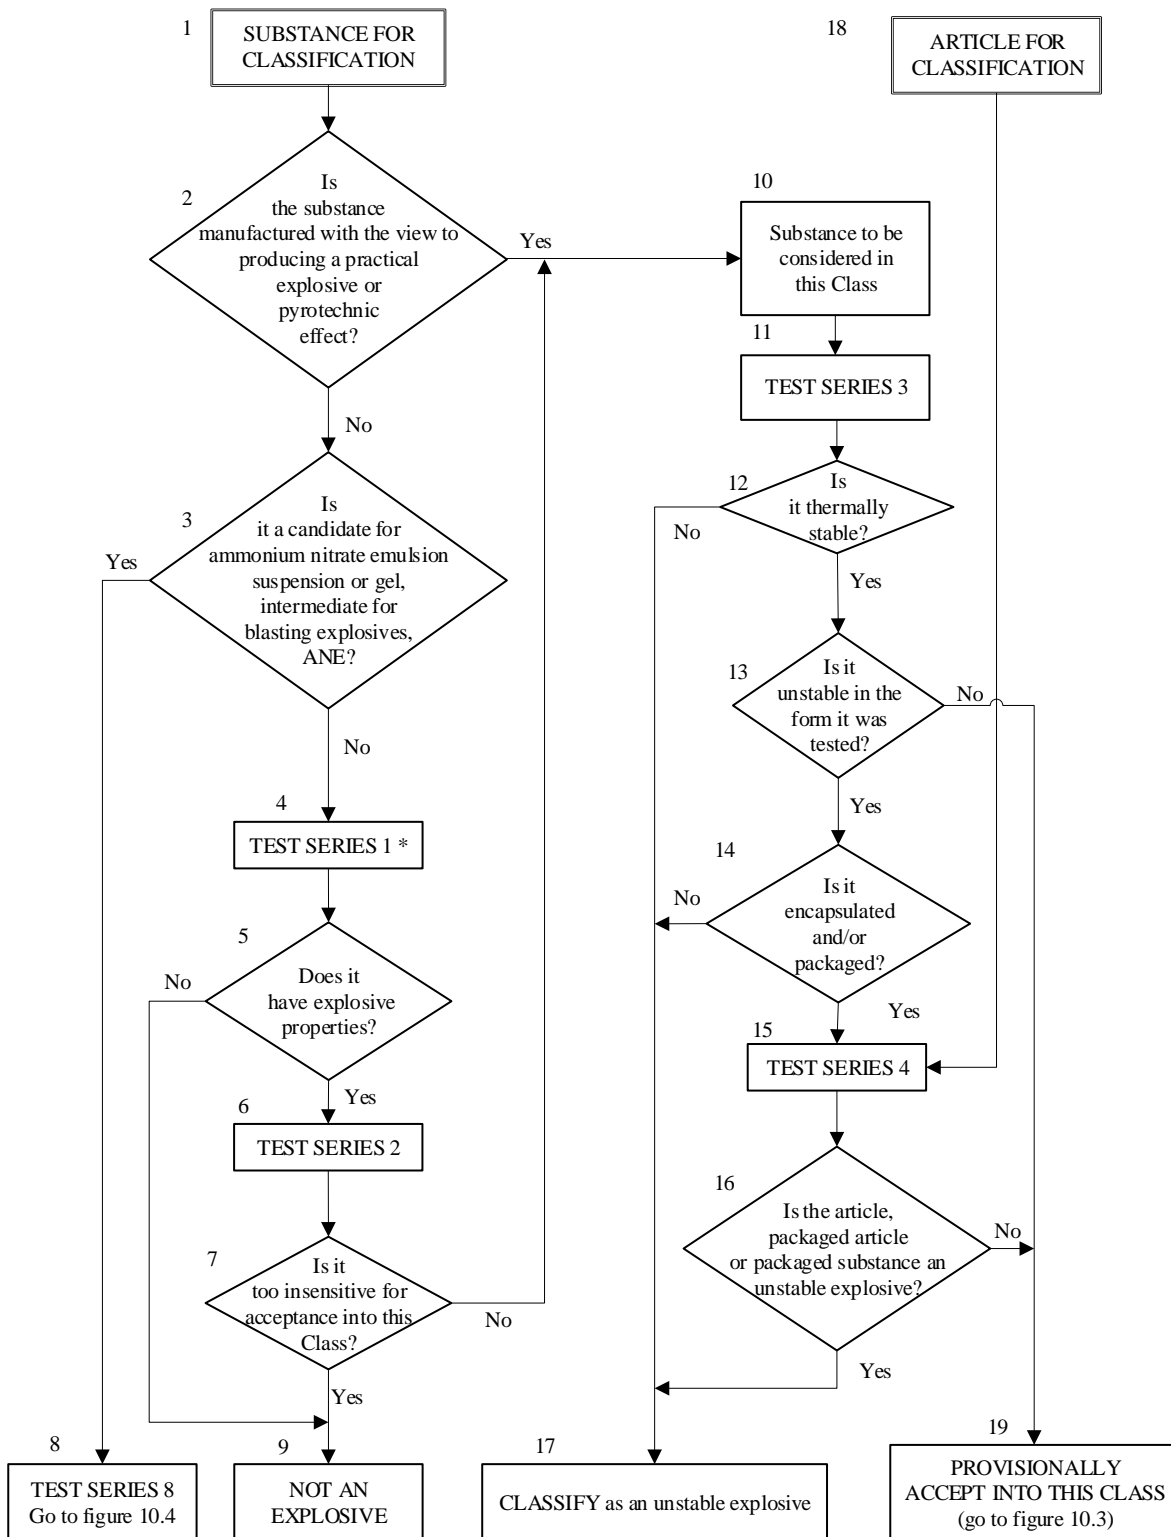 1
SUBSTANCE FOR
CLASSIFICATION
18
ARTICLE FOR
CLASSIFICATION
2
Is
the substance
manufactured with the view to
producing a practical
explosive or
pyrotechnic
effect?
Yes
No
10
Substance to be
considered in
this Class
11
TEST SERIES 3
3
Is
it a candidate for
ammonium nitrate emulsion
suspension or gel,
intermediate for
blasting explosives,
ANE?
Yes
No
12
Is
it thermally
stable?
No
Yes
13
Is it
unstable in the
form it was
tested?
No
Yes
4
TEST SERIES 1 *
14
Is it
encapsulated
and/or
packaged?
No
Yes
5
Does it
have explosive
properties?
No
Yes
15
TEST SERIES 4
6
TEST SERIES 2
16
Is the article,
packaged article
or packaged substance an
unstable explosive?
No
Yes
7
Is it
too insensitive for
acceptance into this
Class?
No
Yes
8
TEST SERIES 8
Go to figure 10.4
9
NOT AN
EXPLOSIVE
17
CLASSIFY as an unstable explosive
19
PROVISIONALLY
ACCEPT INTO THIS CLASS
(go to figure 10.3)